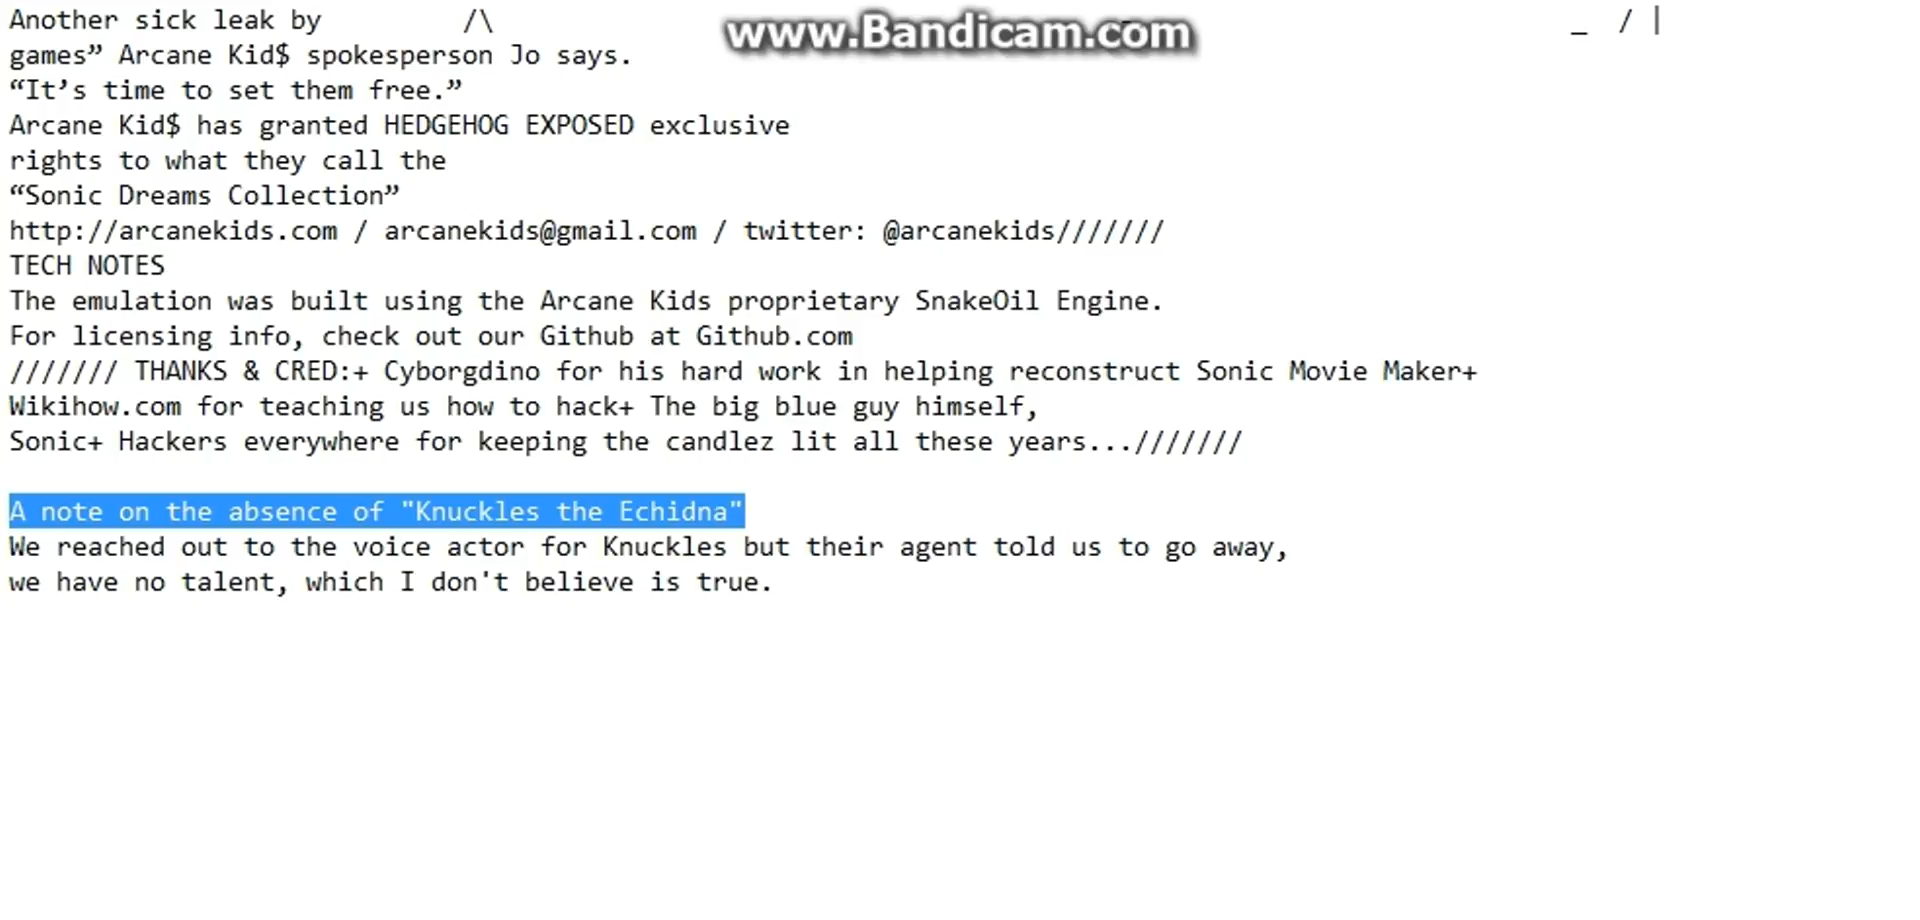 Another sick leak by /\ _ / |
www.Bandicam.com
games” Arcane Kid$ spokesperson Jo says.
“It’s time to set them free.”
Arcane Kid$ has granted HEDGEHOG EXPOSED exclusive
rights to what they call the
“Sonic Dreams Collection”
http://arcanekids.com / arcanekids@gmail.com / twitter: @arcanekids///////
TECH NOTES
The emulation was built using the Arcane Kids proprietary SnakeOil Engine.
For licensing info, check out our Github at Github.com
/////// THANKS & CRED:+ Cyborgdino for his hard work in helping reconstruct Sonic Movie Maker+
Wikihow.com for teaching us how to hack+ The big blue guy himself,
Sonic+ Hackers everywhere for keeping the candlez lit all these years...///////
A note on the absence of "Knuckles the Echidna"
We reached out to the voice actor for Knuckles but their agent told us to go away,
we have no talent, which I don't believe is true.